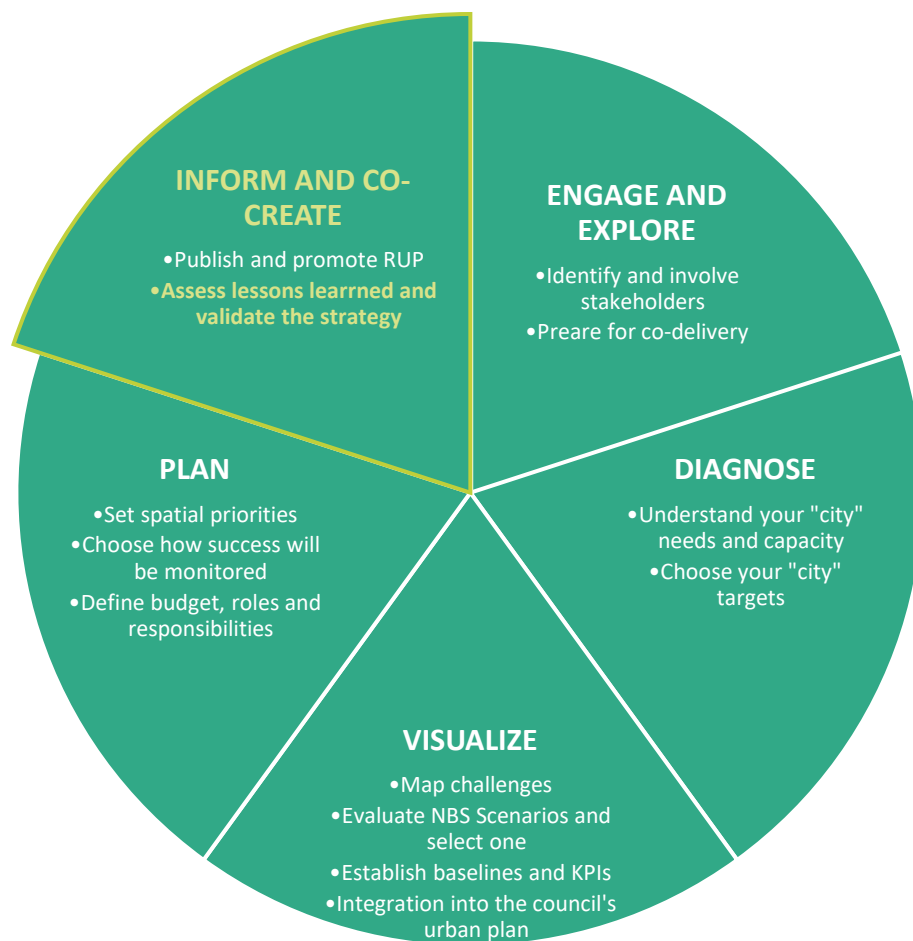 INFORM AND CO-
CREATE
•Publish and promote RUP
•Assess lessons learrned and
validate the strategy
ENGAGE AND
EXPLORE
•Identify and involve
stakeholders
•Preare for co-delivery
DIAGNOSE
•Understand your "city"
needs and capacity
•Choose your "city"
targets
VISUALIZE
•Map challenges
•Evaluate NBS Scenarios and
select one
•Establish baselines and KPIs
•Integration into the council's
urban plan
PLAN
•Set spatial priorities
•Choose how success will
be monitored
•Define budget, roles and
responsibilities